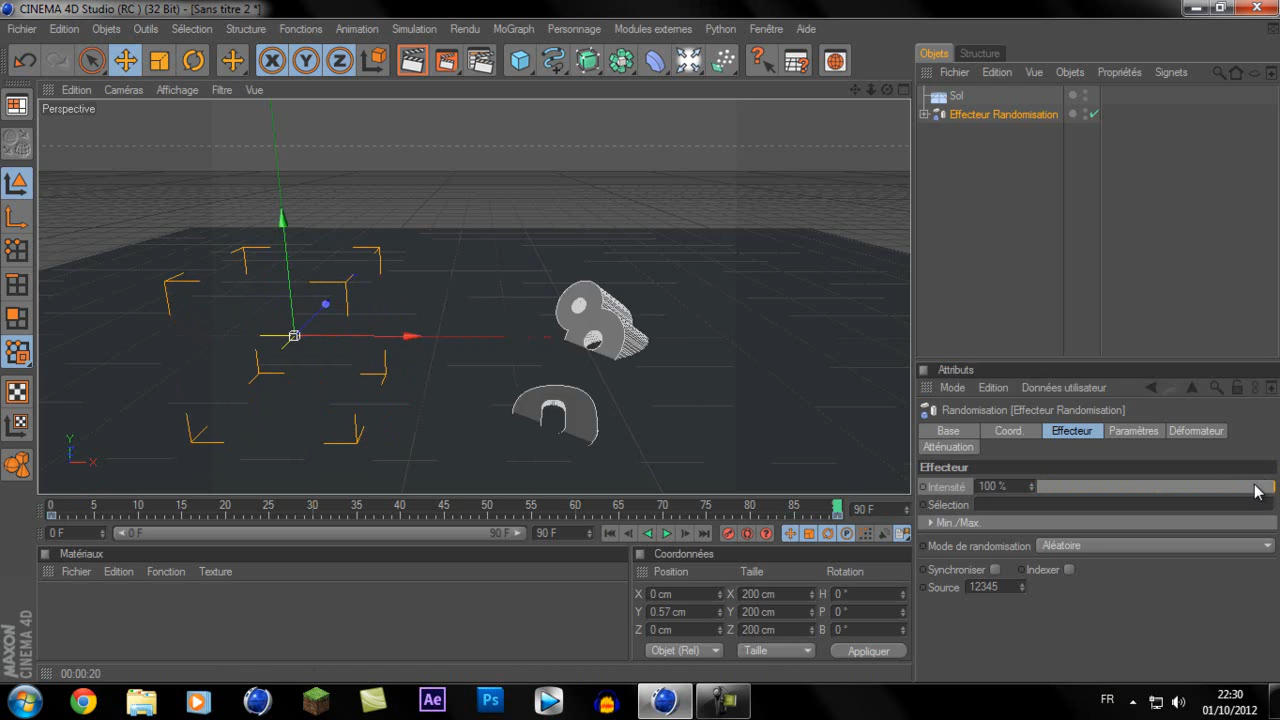 CINEMA 4D Studio (RC) (32 Bit) - [Sans titre 2 *]
Fichier Edition Objets Outils Sélection Structure Fonctions Animation Simulation Rendu MoGraph Personnage Modules externes Python Fenêtre Aide
X Y Z
Edition Caméras Affichage Filtre Vue
Perspective
Y
X
Objets Structure
Fichier Edition Vue Objets Propriétés Signets
Sol
Effecteur Randomisation
Attributs
Mode Edition Données utilisateur
Randomisation [Effecteur Randomisation]
Base Coord. Effecteur Paramètres Déformateur
Atténuation
Effecteur
Intensité 100 %
Sélection
Min./Max.
Mode de randomisation Aléatoire
Synchroniser Indexer
Source 12345
0 5 10 15 20 25 30 35 40 45 50 55 60 65 70 75 80 85 90 F
0 F 0 F 90 F 90 F
Matériaux
Fichier Edition Fonction Texture
Coordonnées
Position Taille Rotation
X 0 cm X 200 cm H 0 °
Y 0.57 cm Y 200 cm P 0 °
Z 0 cm Z 200 cm B 0 °
Objet (Rel) Taille Appliquer
MAXON CINEMA 4D
00:00:20
Ae Ps
FR
22:30
01/10/2012